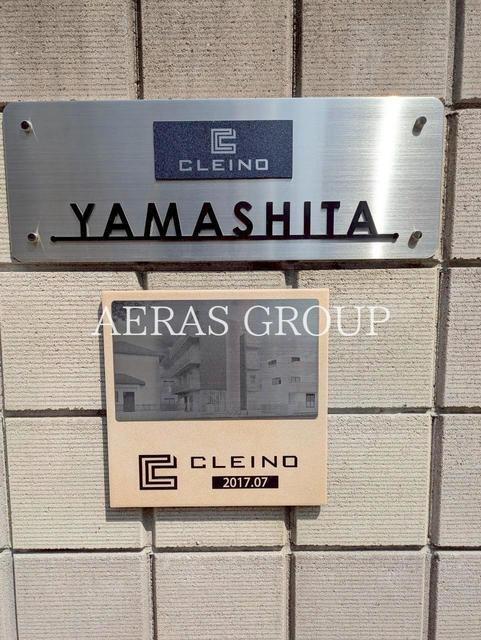 CLEINO
YAMASHITA
AERAS GROUP
CLEINO
2017.07